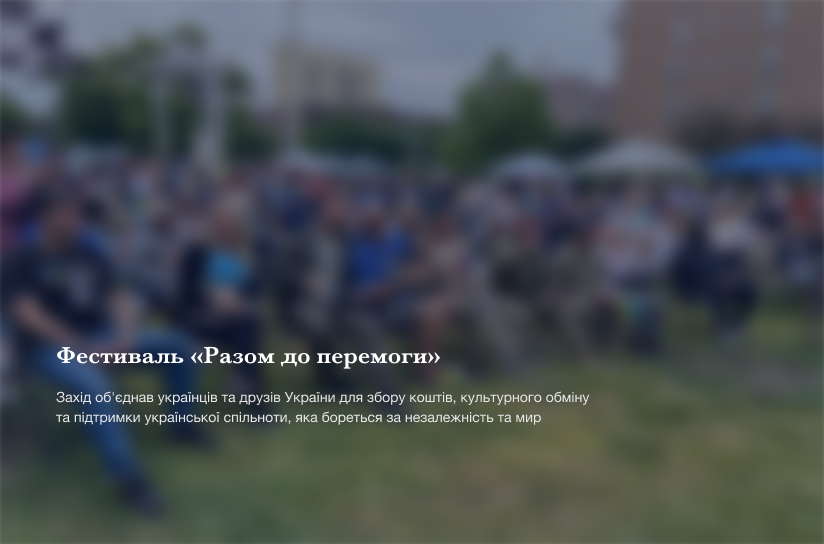 Фестиваль «Разом до перемоги»
Захід об'єднав українців та друзів України для збору коштів, культурного обміну
та підтримки української спільноти, яка бореться за незалежність та мир